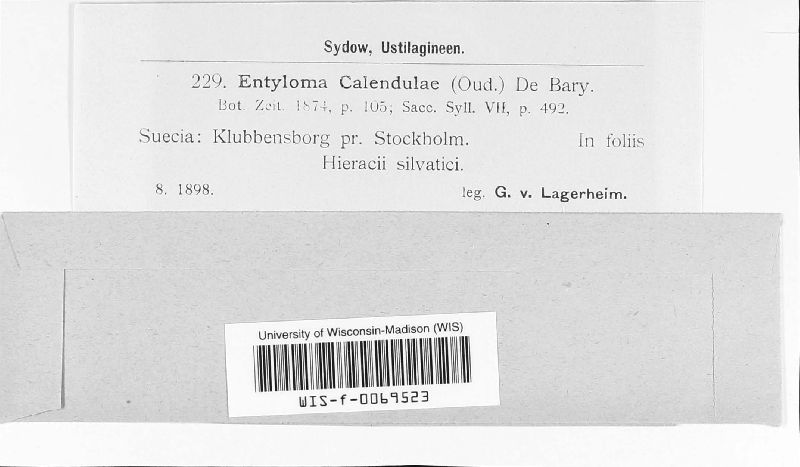 Sydow, Ustilagineen.
229. Entyloma Calendulae (Oud.) De Bary.
Bot. Zeit. 1874, p. 105; Sacc. Syll. VII, p. 492.
Suecia: Klubbensborg pr. Stockholm. In foliis
Hieracii silvatici.
8. 1898. leg. G. v. Lagerheim.
University of Wisconsin-Madison (WIS)
WIS-f-0069523